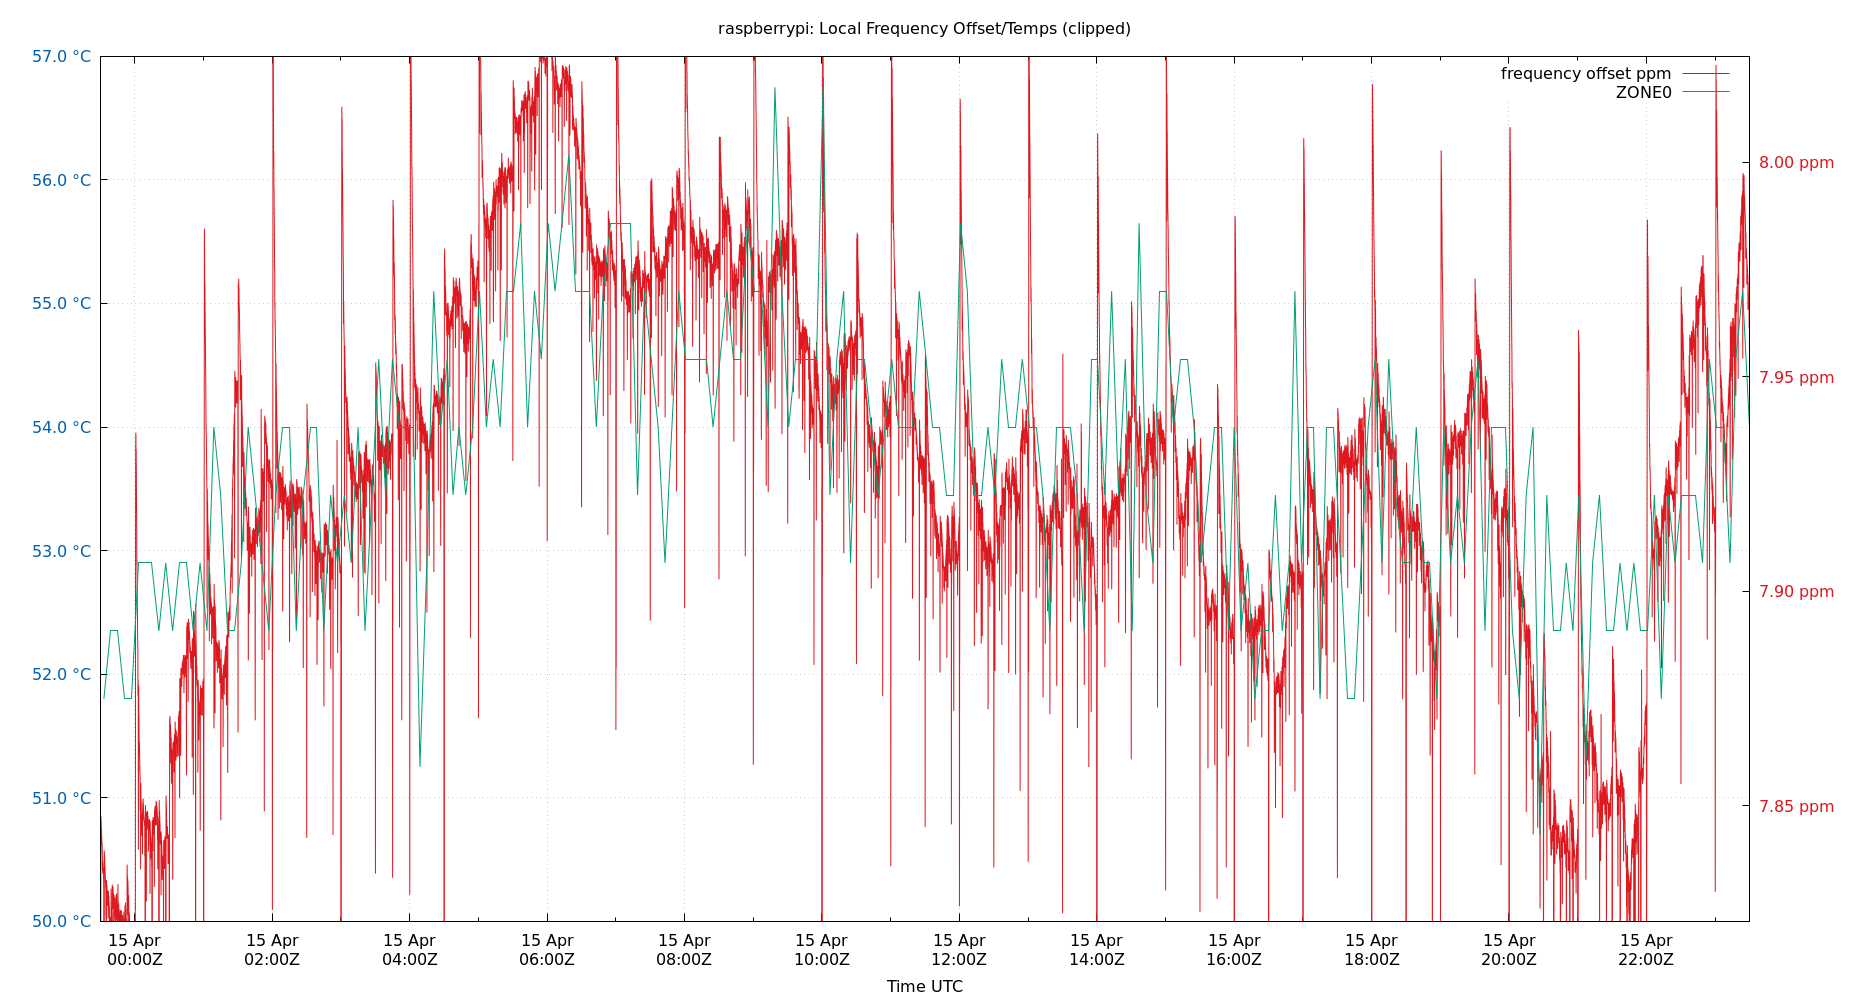 raspberrypi: Local Frequency Offset/Temps (clipped)
57.0 °C
56.0 °C
55.0 °C
54.0 °C
53.0 °C
52.0 °C
51.0 °C
50.0 °C
frequency offset ppm
ZONE0
8.00 ppm
7.95 ppm
7.90 ppm
7.85 ppm
15 Apr
00:00Z
15 Apr
02:00Z
15 Apr
04:00Z
15 Apr
06:00Z
15 Apr
08:00Z
15 Apr
10:00Z
15 Apr
12:00Z
15 Apr
14:00Z
15 Apr
16:00Z
15 Apr
18:00Z
15 Apr
20:00Z
15 Apr
22:00Z
Time UTC